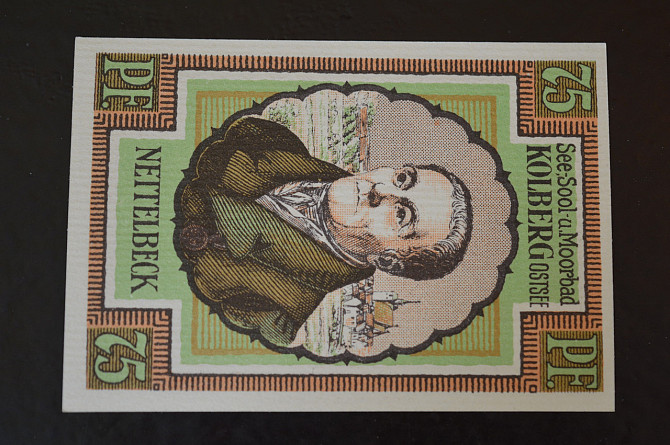 75 PF.
See,-Sool-u.Moorbad
KOLBERG OSTSEE
NETTELBECK
PF. 75